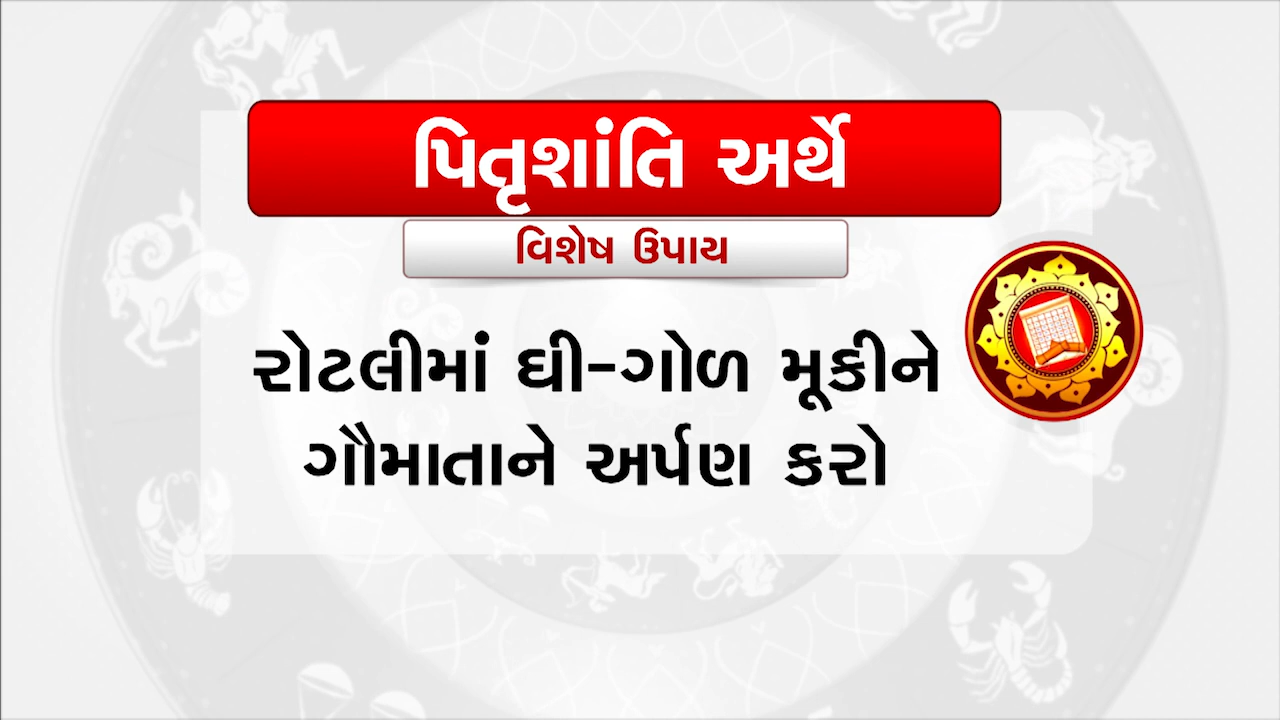 પિતૃશાંતિ અર્થે
વિશેષ ઉપાય
રોટલીમાં ઘી-ગોળ મૂકીને
ગૌમાતાને અર્પણ કરો